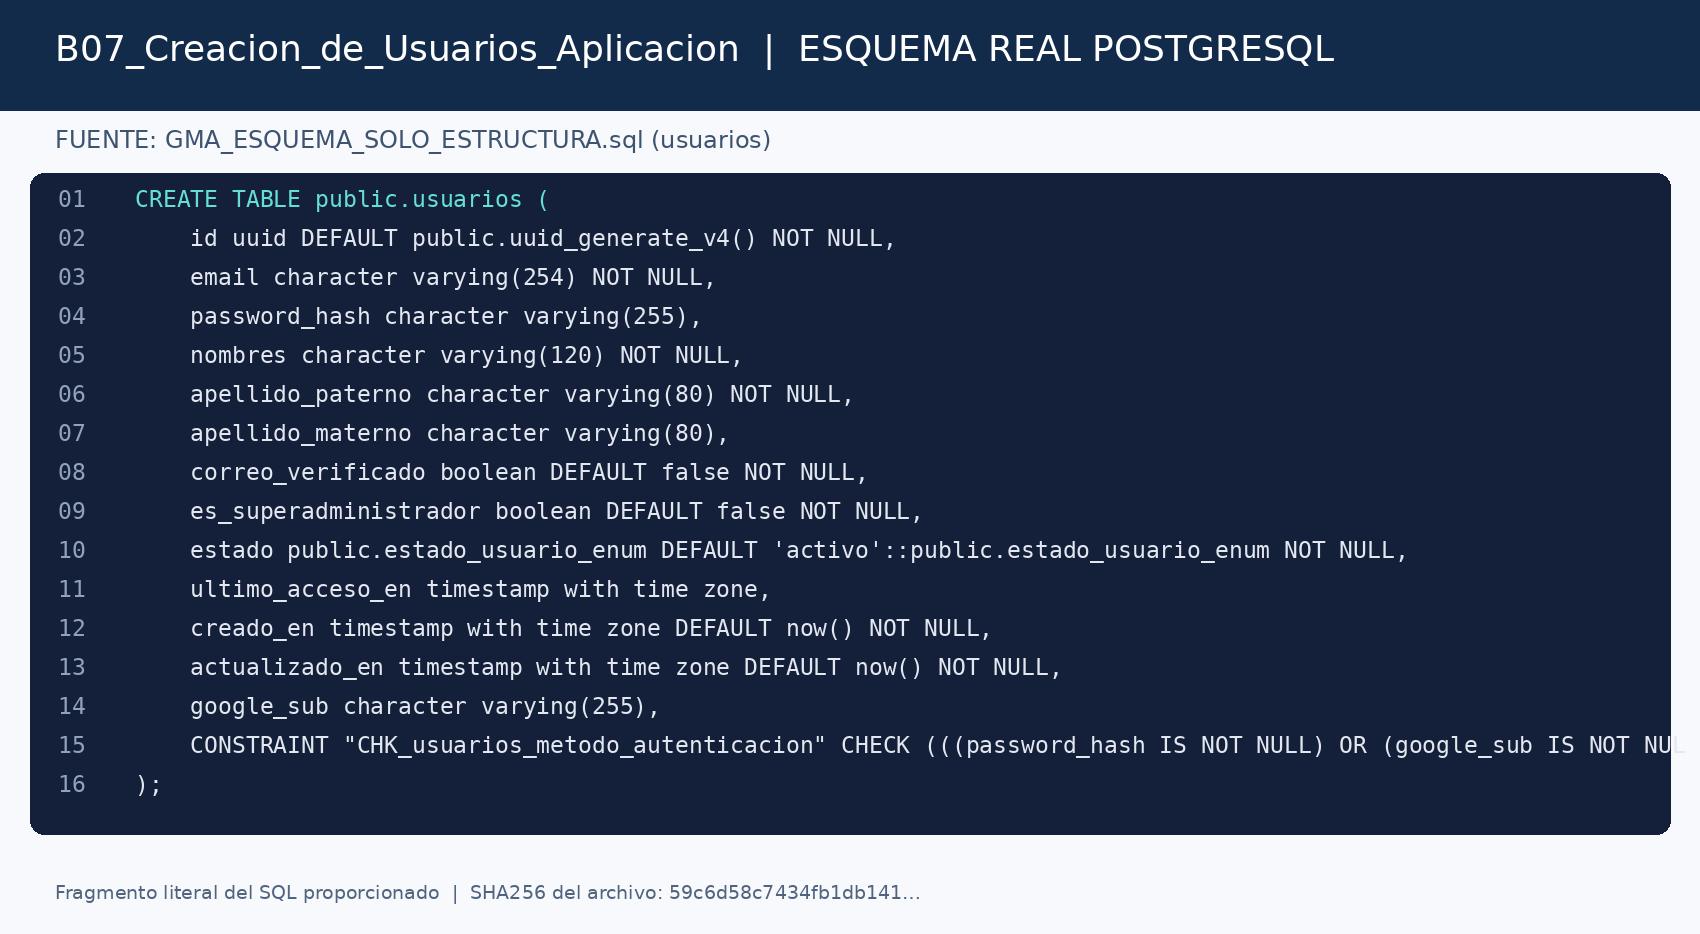 B07_Creacion_de_Usuarios_Aplicacion | ESQUEMA REAL POSTGRESQL
FUENTE: GMA_ESQUEMA_SOLO_ESTRUCTURA.sql (usuarios)
01 CREATE TABLE public.usuarios (
02 id uuid DEFAULT public.uuid_generate_v4() NOT NULL,
03 email character varying(254) NOT NULL,
04 password_hash character varying(255),
05 nombres character varying(120) NOT NULL,
06 apellido_paterno character varying(80) NOT NULL,
07 apellido_materno character varying(80),
08 correo_verificado boolean DEFAULT false NOT NULL,
09 es_superadministrador boolean DEFAULT false NOT NULL,
10 estado public.estado_usuario_enum DEFAULT 'activo'::public.estado_usuario_enum NOT NULL,
11 ultimo_acceso_en timestamp with time zone,
12 creado_en timestamp with time zone DEFAULT now() NOT NULL,
13 actualizado_en timestamp with time zone DEFAULT now() NOT NULL,
14 google_sub character varying(255),
15 CONSTRAINT "CHK_usuarios_metodo_autenticacion" CHECK (((password_hash IS NOT NULL) OR (google_sub IS NOT NUL
16 );
Fragmento literal del SQL proporcionado | SHA256 del archivo: 59c6d58c7434fb1db141...